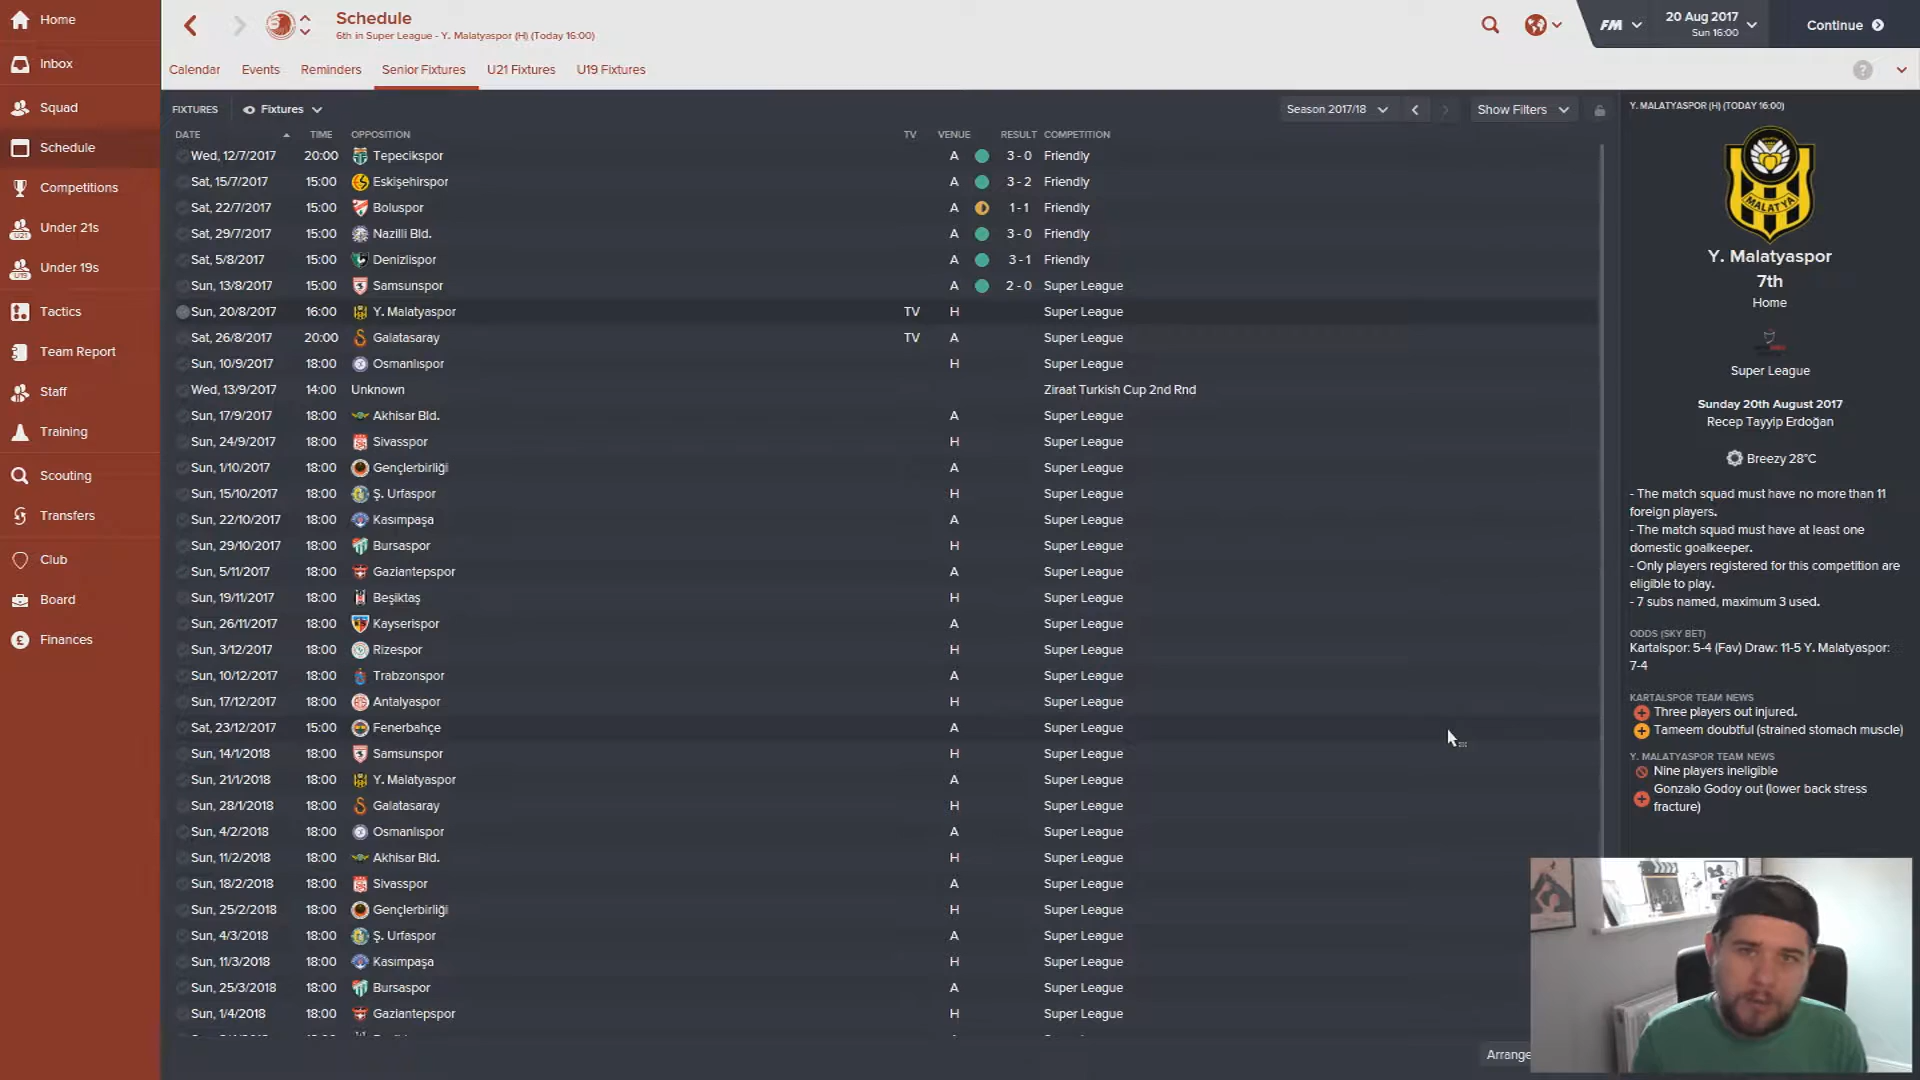 Home
Inbox
Squad
Schedule
Competitions
Under 21s
Under 19s
Tactics
Team Report
Staff
Training
Scouting
Transfers
Club
Board
Finances
Schedule
6th in Super League - Y. Malatyaspor (H) (Today 16:00)
FM
20 Aug 2017
Sun 16:00
Continue
Calendar Events Reminders Senior Fixtures U21 Fixtures U19 Fixtures
FIXTURES Fixtures Season 2017/18 Show Filters
DATE TIME OPPOSITION TV VENUE RESULT COMPETITION
Wed, 12/7/2017 20:00 Tepecikspor A 3 - 0 Friendly
Sat, 15/7/2017 15:00 Eskişehirspor A 3 - 2 Friendly
Sat, 22/7/2017 15:00 Boluspor A 1 - 1 Friendly
Sat, 29/7/2017 15:00 Nazilli Bld. A 3 - 0 Friendly
Sat, 5/8/2017 15:00 Denizlispor A 3 - 1 Friendly
Sun, 13/8/2017 15:00 Samsunspor A 2 - 0 Super League
Sun, 20/8/2017 16:00 Y. Malatyaspor TV H Super League
Sat, 26/8/2017 20:00 Galatasaray TV A Super League
Sun, 10/9/2017 18:00 Osmanlıspor H Super League
Wed, 13/9/2017 14:00 Unknown Ziraat Turkish Cup 2nd Rnd
Sun, 17/9/2017 18:00 Akhisar Bld. A Super League
Sun, 24/9/2017 18:00 Sivasspor H Super League
Sun, 1/10/2017 18:00 Gençlerbirliği A Super League
Sun, 15/10/2017 18:00 Ş. Urfaspor H Super League
Sun, 22/10/2017 18:00 Kasımpaşa A Super League
Sun, 29/10/2017 18:00 Bursaspor H Super League
Sun, 5/11/2017 18:00 Gaziantepspor A Super League
Sun, 19/11/2017 18:00 Beşiktaş H Super League
Sun, 26/11/2017 18:00 Kayserispor A Super League
Sun, 3/12/2017 18:00 Rizespor H Super League
Sun, 10/12/2017 18:00 Trabzonspor A Super League
Sun, 17/12/2017 18:00 Antalyaspor H Super League
Sat, 23/12/2017 15:00 Fenerbahçe A Super League
Sun, 14/1/2018 18:00 Samsunspor H Super League
Sun, 21/1/2018 18:00 Y. Malatyaspor A Super League
Sun, 28/1/2018 18:00 Galatasaray H Super League
Sun, 4/2/2018 18:00 Osmanlıspor A Super League
Sun, 11/2/2018 18:00 Akhisar Bld. H Super League
Sun, 18/2/2018 18:00 Sivasspor A Super League
Sun, 25/2/2018 18:00 Gençlerbirliği H Super League
Sun, 4/3/2018 18:00 Ş. Urfaspor A Super League
Sun, 11/3/2018 18:00 Kasımpaşa H Super League
Sun, 25/3/2018 18:00 Bursaspor A Super League
Sun, 1/4/2018 18:00 Gaziantepspor H Super League
Arrange
Y. MALATYASPOR (H) (TODAY 16:00)
MALATYA
Y. Malatyaspor
7th
Home
Super League
Sunday 20th August 2017
Recep Tayyip Erdoğan
Breezy 28°C
- The match squad must have no more than 11
foreign players.
- The match squad must have at least one
domestic goalkeeper.
- Only players registered for this competition are
eligible to play.
- 7 subs named, maximum 3 used.
ODDS (SKY BET)
Kartalspor: 5-4 (Fav) Draw: 11-5 Y. Malatyaspor:
7-4
KARTALSPOR TEAM NEWS
Three players out injured.
Tameem doubtful (strained stomach muscle)
Y. MALATYASPOR TEAM NEWS
Nine players ineligible
Gonzalo Godoy out (lower back stress
fracture)